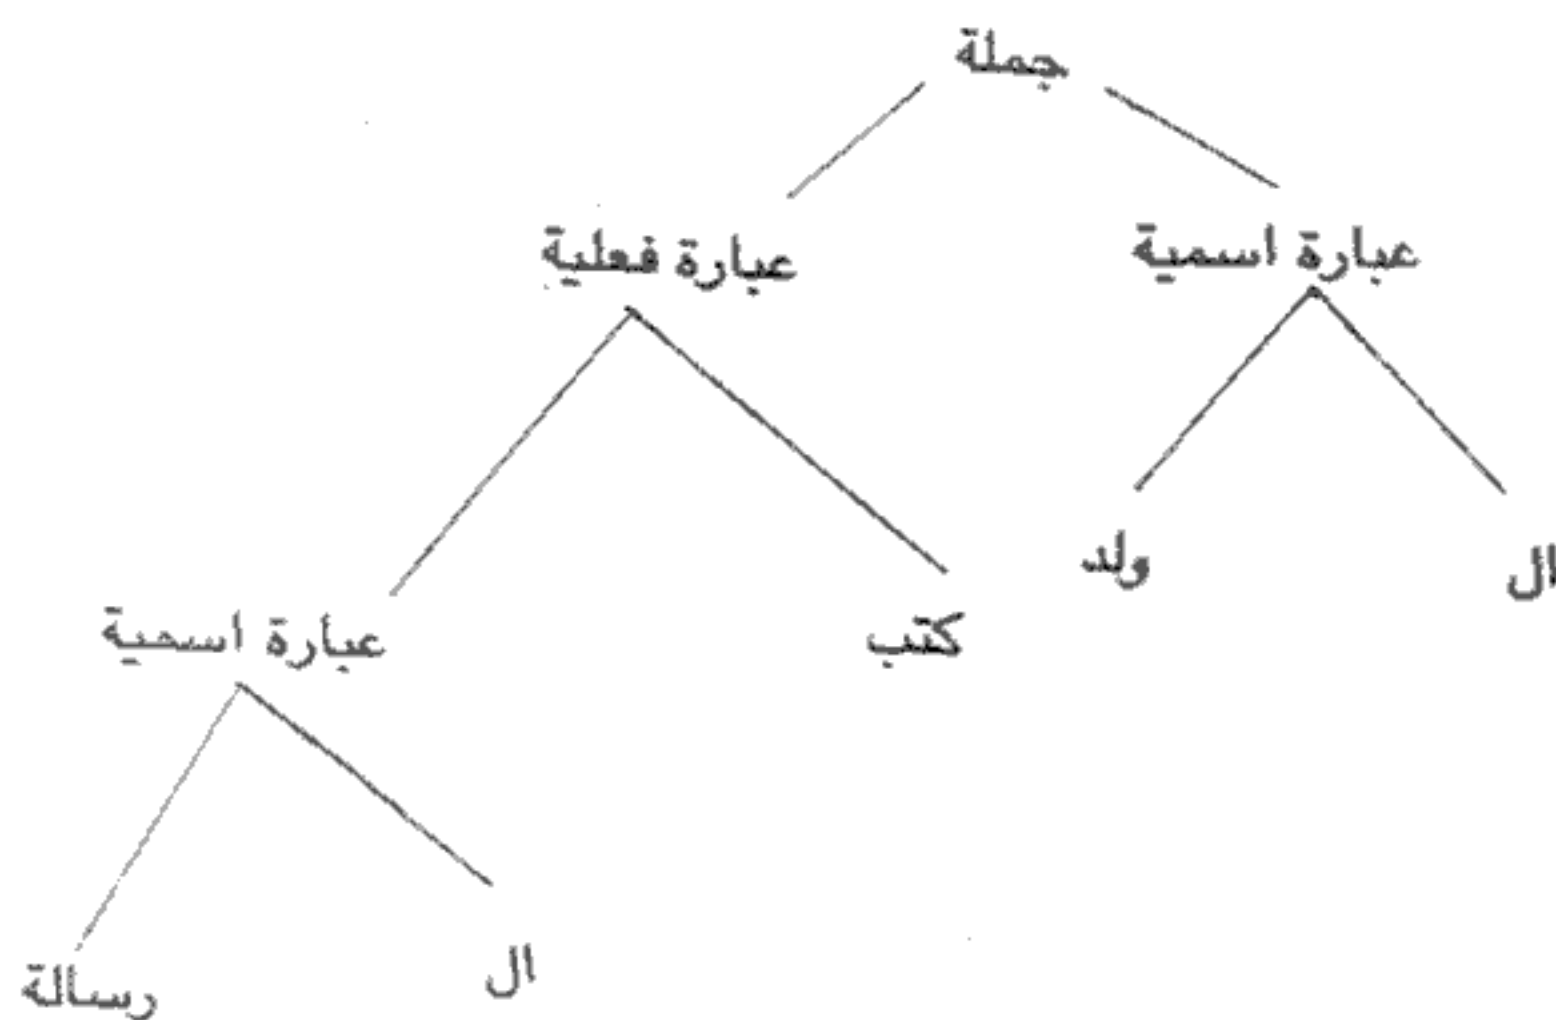 جملة
عبارة اسمية عبارة فعلية
ال ولد
كتب عبارة اسمية
ال رسالة